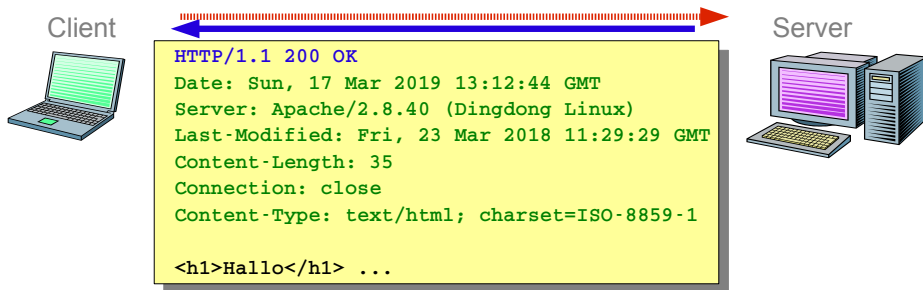 Client
Server
HTTP/1.1 200 OK
Date: Sun, 17 Mar 2019 13:12:44 GMT
Server: Apache/2.8.40 (Dingdong Linux)
Last-Modified: Fri, 23 Mar 2018 11:29:29 GMT
Content-Length: 35
Connection: close
Content-Type: text/html; charset=ISO-8859-1
<h1>Hallo</h1> ...